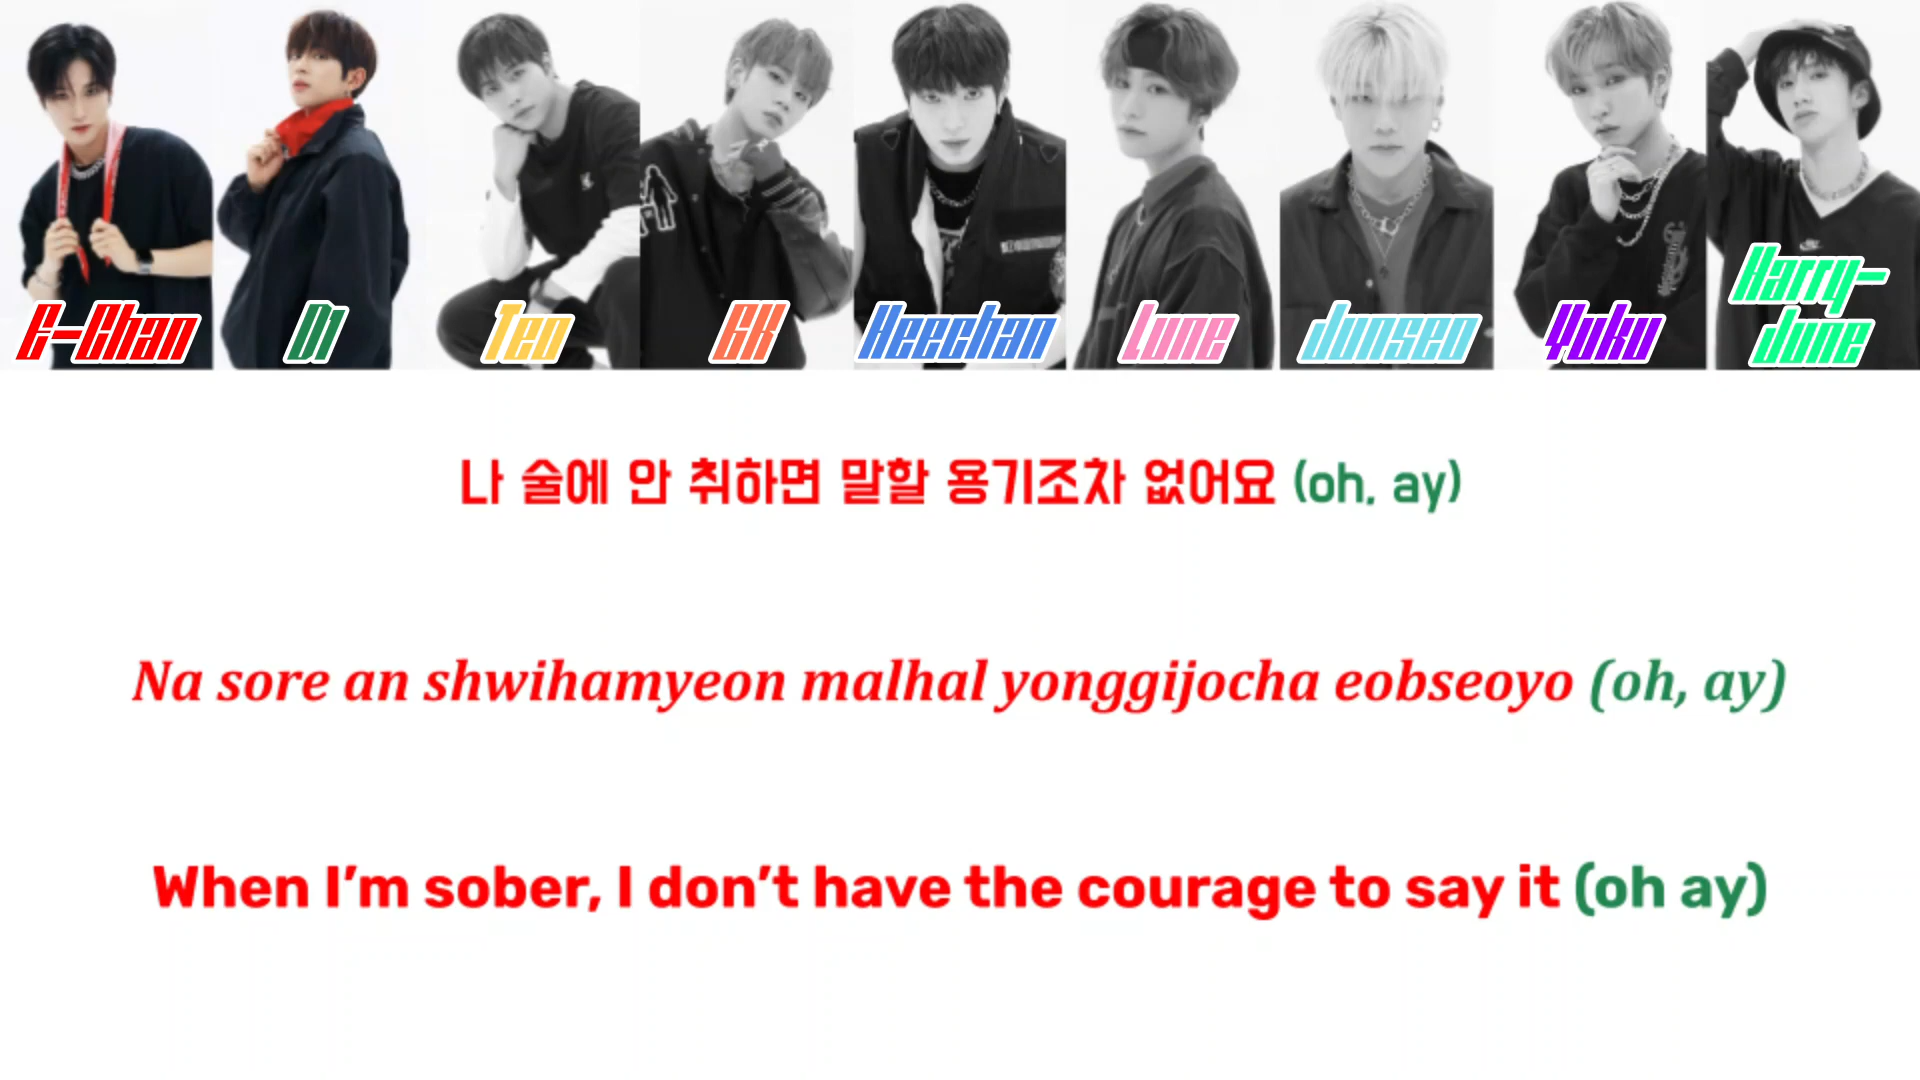 E-Chan
D1
Teo
GK
Heechan
Lune
Junseo
Yuku
Harry-
June
나 술에 안 취하면 말할 용기조차 없어요 (oh, ay)
Na sore an shwihamyeon malhal yonggijocha eobseoyo (oh, ay)
When I’m sober, I don’t have the courage to say it (oh ay)